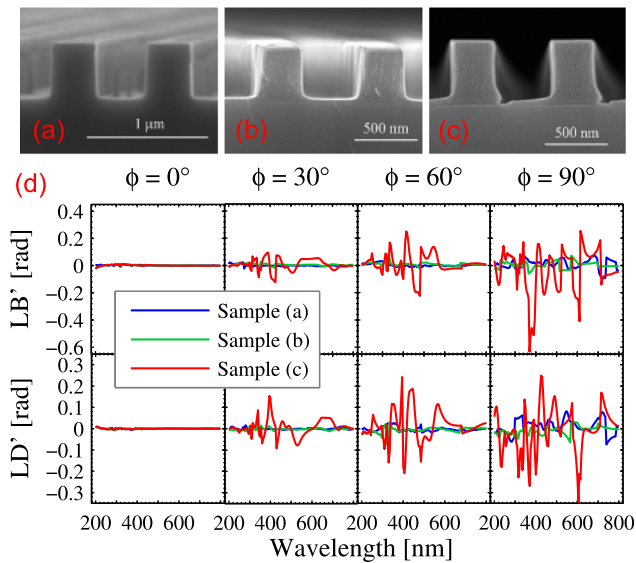 (a)
1 μm
(b)
500 nm
(c)
500 nm
(d)
ϕ = 0° ϕ = 30° ϕ = 60° ϕ = 90°
LB' [rad]
0.4
0.2
0
−0.2
−0.4
−0.6
Sample (a)
Sample (b)
Sample (c)
LD' [rad]
0.3
0.2
0.1
0
−0.1
−0.2
−0.3
200 400 600 200 400 600 200 400 600 200 400 600 800
Wavelength [nm]